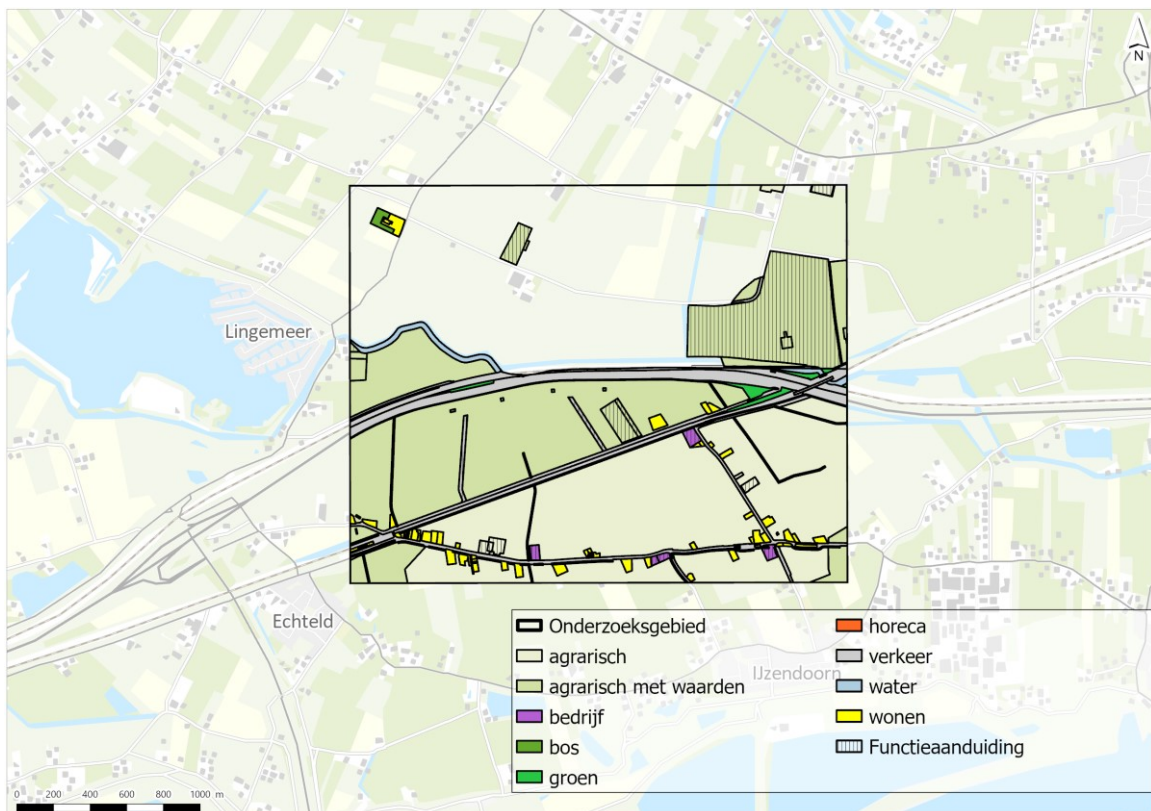 N
Lingemeer
Echteld
IJzendoorn
Onderzoeksgebied
agrarisch
agrarisch met waarden
bedrijf
bos
groen
horeca
verkeer
water
wonen
Functieaanduiding
0 200 400 600 800 1000 m